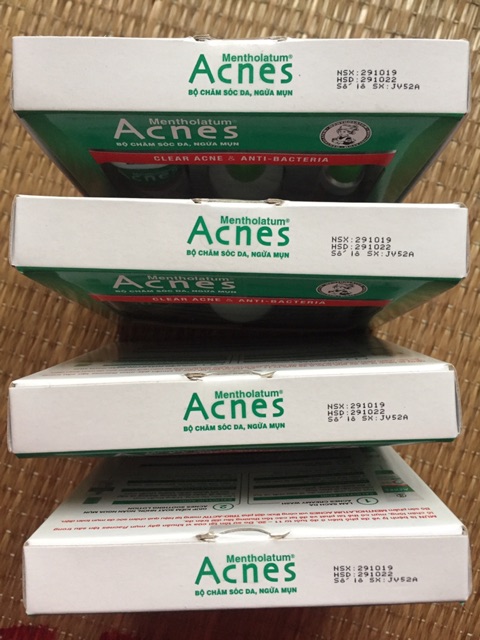 Mentholatum®
Acnes
BỘ CHĂM SÓC DA, NGỪA MỤN
NSX:291019
HSD:291022
Số lô SX:JV52A
Mentholatum®
Acnes
BỘ CHĂM SÓC DA, NGỪA MỤN
CLEAR ACNE & ANTI-BACTERIA
Mentholatum®
Acnes
BỘ CHĂM SÓC DA, NGỪA MỤN
NSX:291019
HSD:291022
Số lô SX:JV52A
Mentholatum®
Acnes
BỘ CHĂM SÓC DA, NGỪA MỤN
CLEAR ACNE & ANTI-BACTERIA
Mentholatum®
Acnes
BỘ CHĂM SÓC DA, NGỪA MỤN
NSX:291019
HSD:291022
Số lô SX:JV52A
Mentholatum®
Acnes
BỘ CHĂM SÓC DA, NGỪA MỤN
NSX:291019
HSD:291022
Số lô SX:JV52A